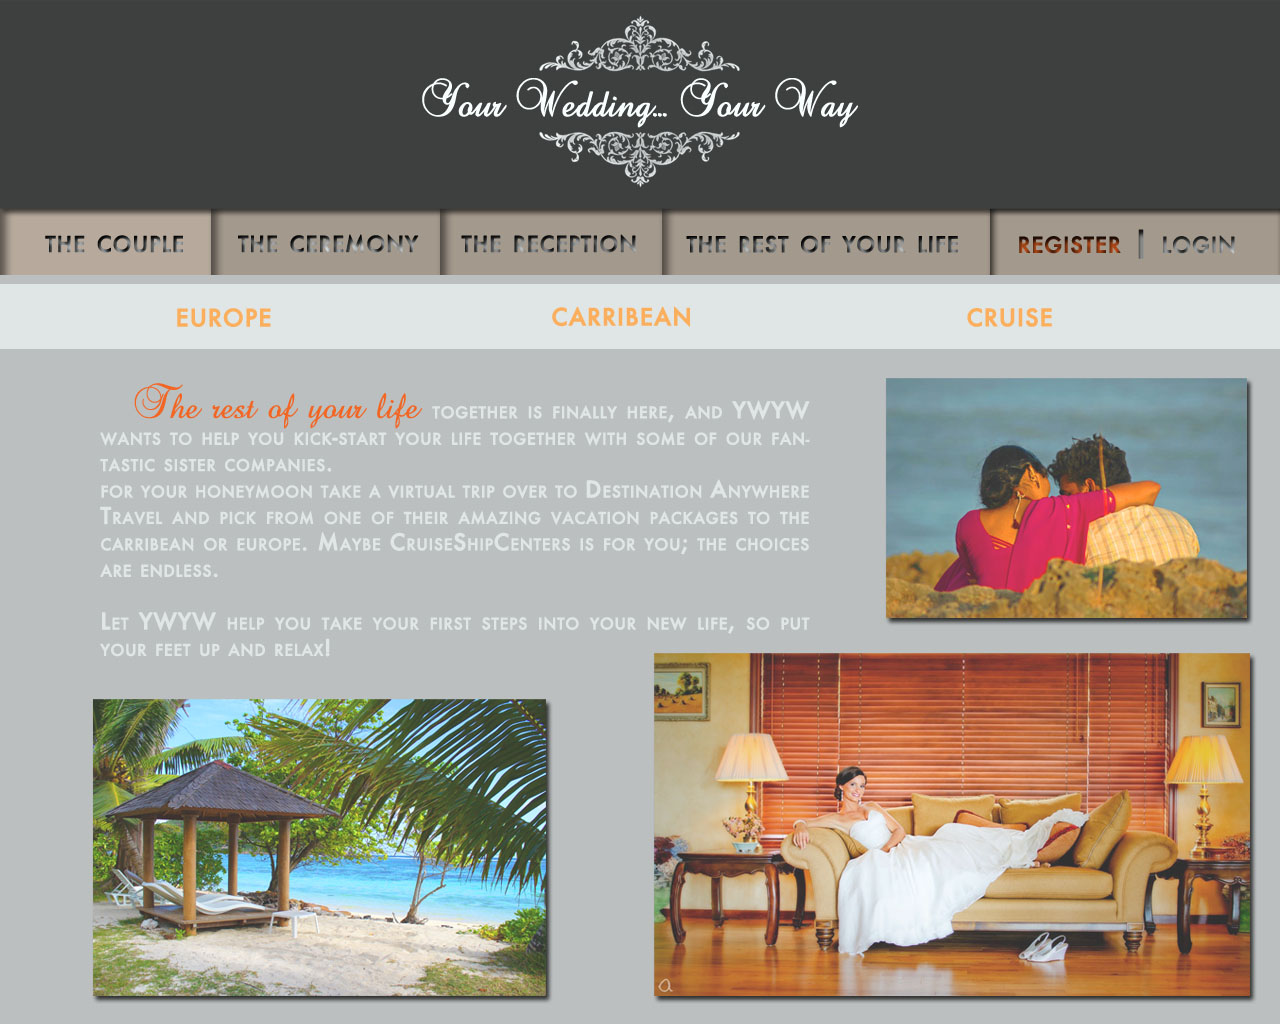 Your Wedding... Your Way
THE COUPLE THE CEREMONY THE RECEPTION THE REST OF YOUR LIFE REGISTER | LOGIN
EUROPE CARRIBEAN CRUISE
The rest of your life TOGETHER IS FINALLY HERE, AND YWYW
WANTS TO HELP YOU KICK-START YOUR LIFE TOGETHER WITH SOME OF OUR FAN-
TASTIC SISTER COMPANIES.
FOR YOUR HONEYMOON TAKE A VIRTUAL TRIP OVER TO DESTINATION ANYWHERE
TRAVEL AND PICK FROM ONE OF THEIR AMAZING VACATION PACKAGES TO THE
CARRIBEAN OR EUROPE. MAYBE CRUISESHIPCENTERS IS FOR YOU; THE CHOICES
ARE ENDLESS.
LET YWYW HELP YOU TAKE YOUR FIRST STEPS INTO YOUR NEW LIFE, SO PUT
YOUR FEET UP AND RELAX!
a